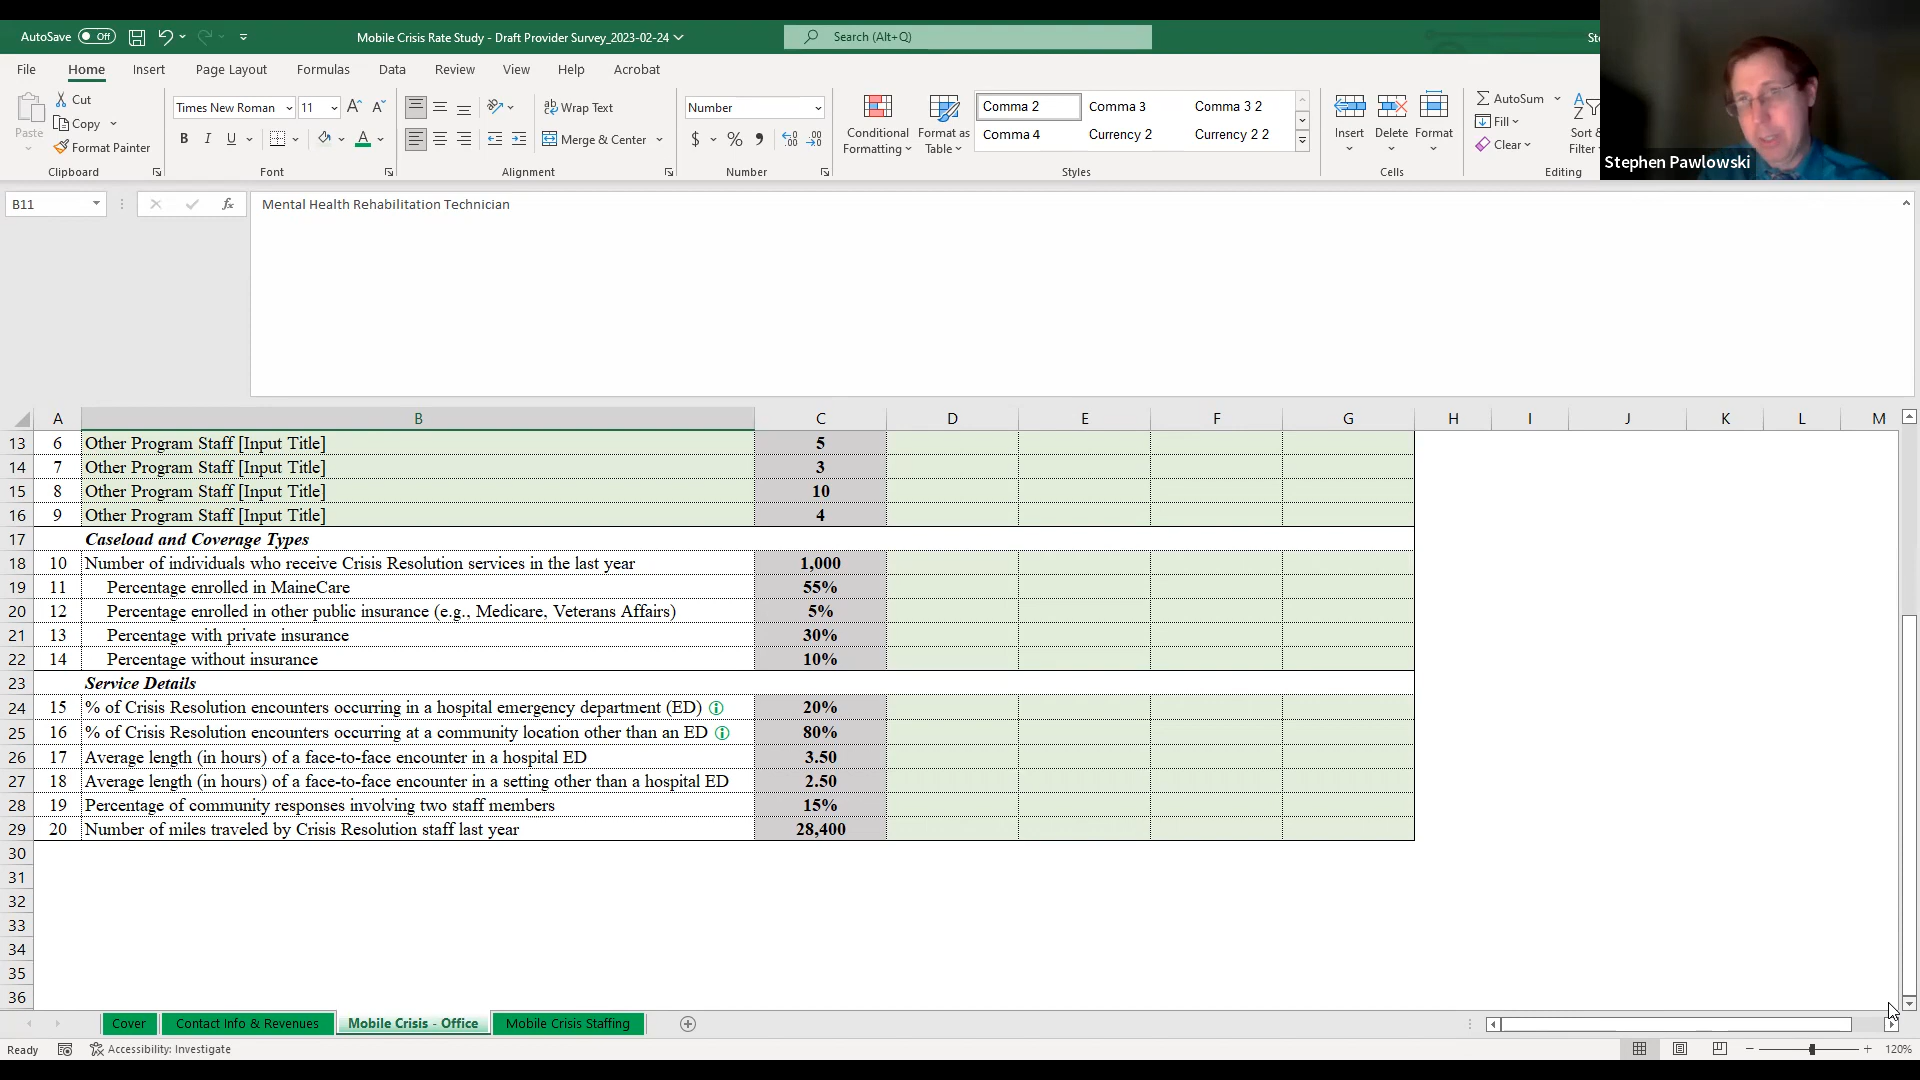 AutoSave Off
Mobile Crisis Rate Study - Draft Provider Survey_2023-02-24
Search (Alt+Q)
File Home Insert Page Layout Formulas Data Review View Help Acrobat
Paste
Cut
Copy
Format Painter
Clipboard
Times New Roman 11
B I U
Font
Wrap Text
Merge & Center
Alignment
Number
$ % 9
Number
Conditional Formatting
Format as Table
Comma 2 Comma 3 Comma 3 2
Comma 4 Currency 2 Currency 2 2
Styles
Insert Delete Format
Cells
AutoSum
Fill
Clear
Sort &
Filter
Editing
Stephen Pawlowski
B11
fx
Mental Health Rehabilitation Technician
A B C D E F G H I J K L M
13 6 Other Program Staff [Input Title] 5
14 7 Other Program Staff [Input Title] 3
15 8 Other Program Staff [Input Title] 10
16 9 Other Program Staff [Input Title] 4
17 Caseload and Coverage Types
18 10 Number of individuals who receive Crisis Resolution services in the last year 1,000
19 11 Percentage enrolled in MaineCare 55%
20 12 Percentage enrolled in other public insurance (e.g., Medicare, Veterans Affairs) 5%
21 13 Percentage with private insurance 30%
22 14 Percentage without insurance 10%
23 Service Details
24 15 % of Crisis Resolution encounters occurring in a hospital emergency department (ED) 20%
25 16 % of Crisis Resolution encounters occurring at a community location other than an ED 80%
26 17 Average length (in hours) of a face-to-face encounter in a hospital ED 3.50
27 18 Average length (in hours) of a face-to-face encounter in a setting other than a hospital ED 2.50
28 19 Percentage of community responses involving two staff members 15%
29 20 Number of miles traveled by Crisis Resolution staff last year 28,400
30
31
32
33
34
35
36
Cover Contact Info & Revenues Mobile Crisis - Office Mobile Crisis Staffing
Ready Accessibility: Investigate 120%